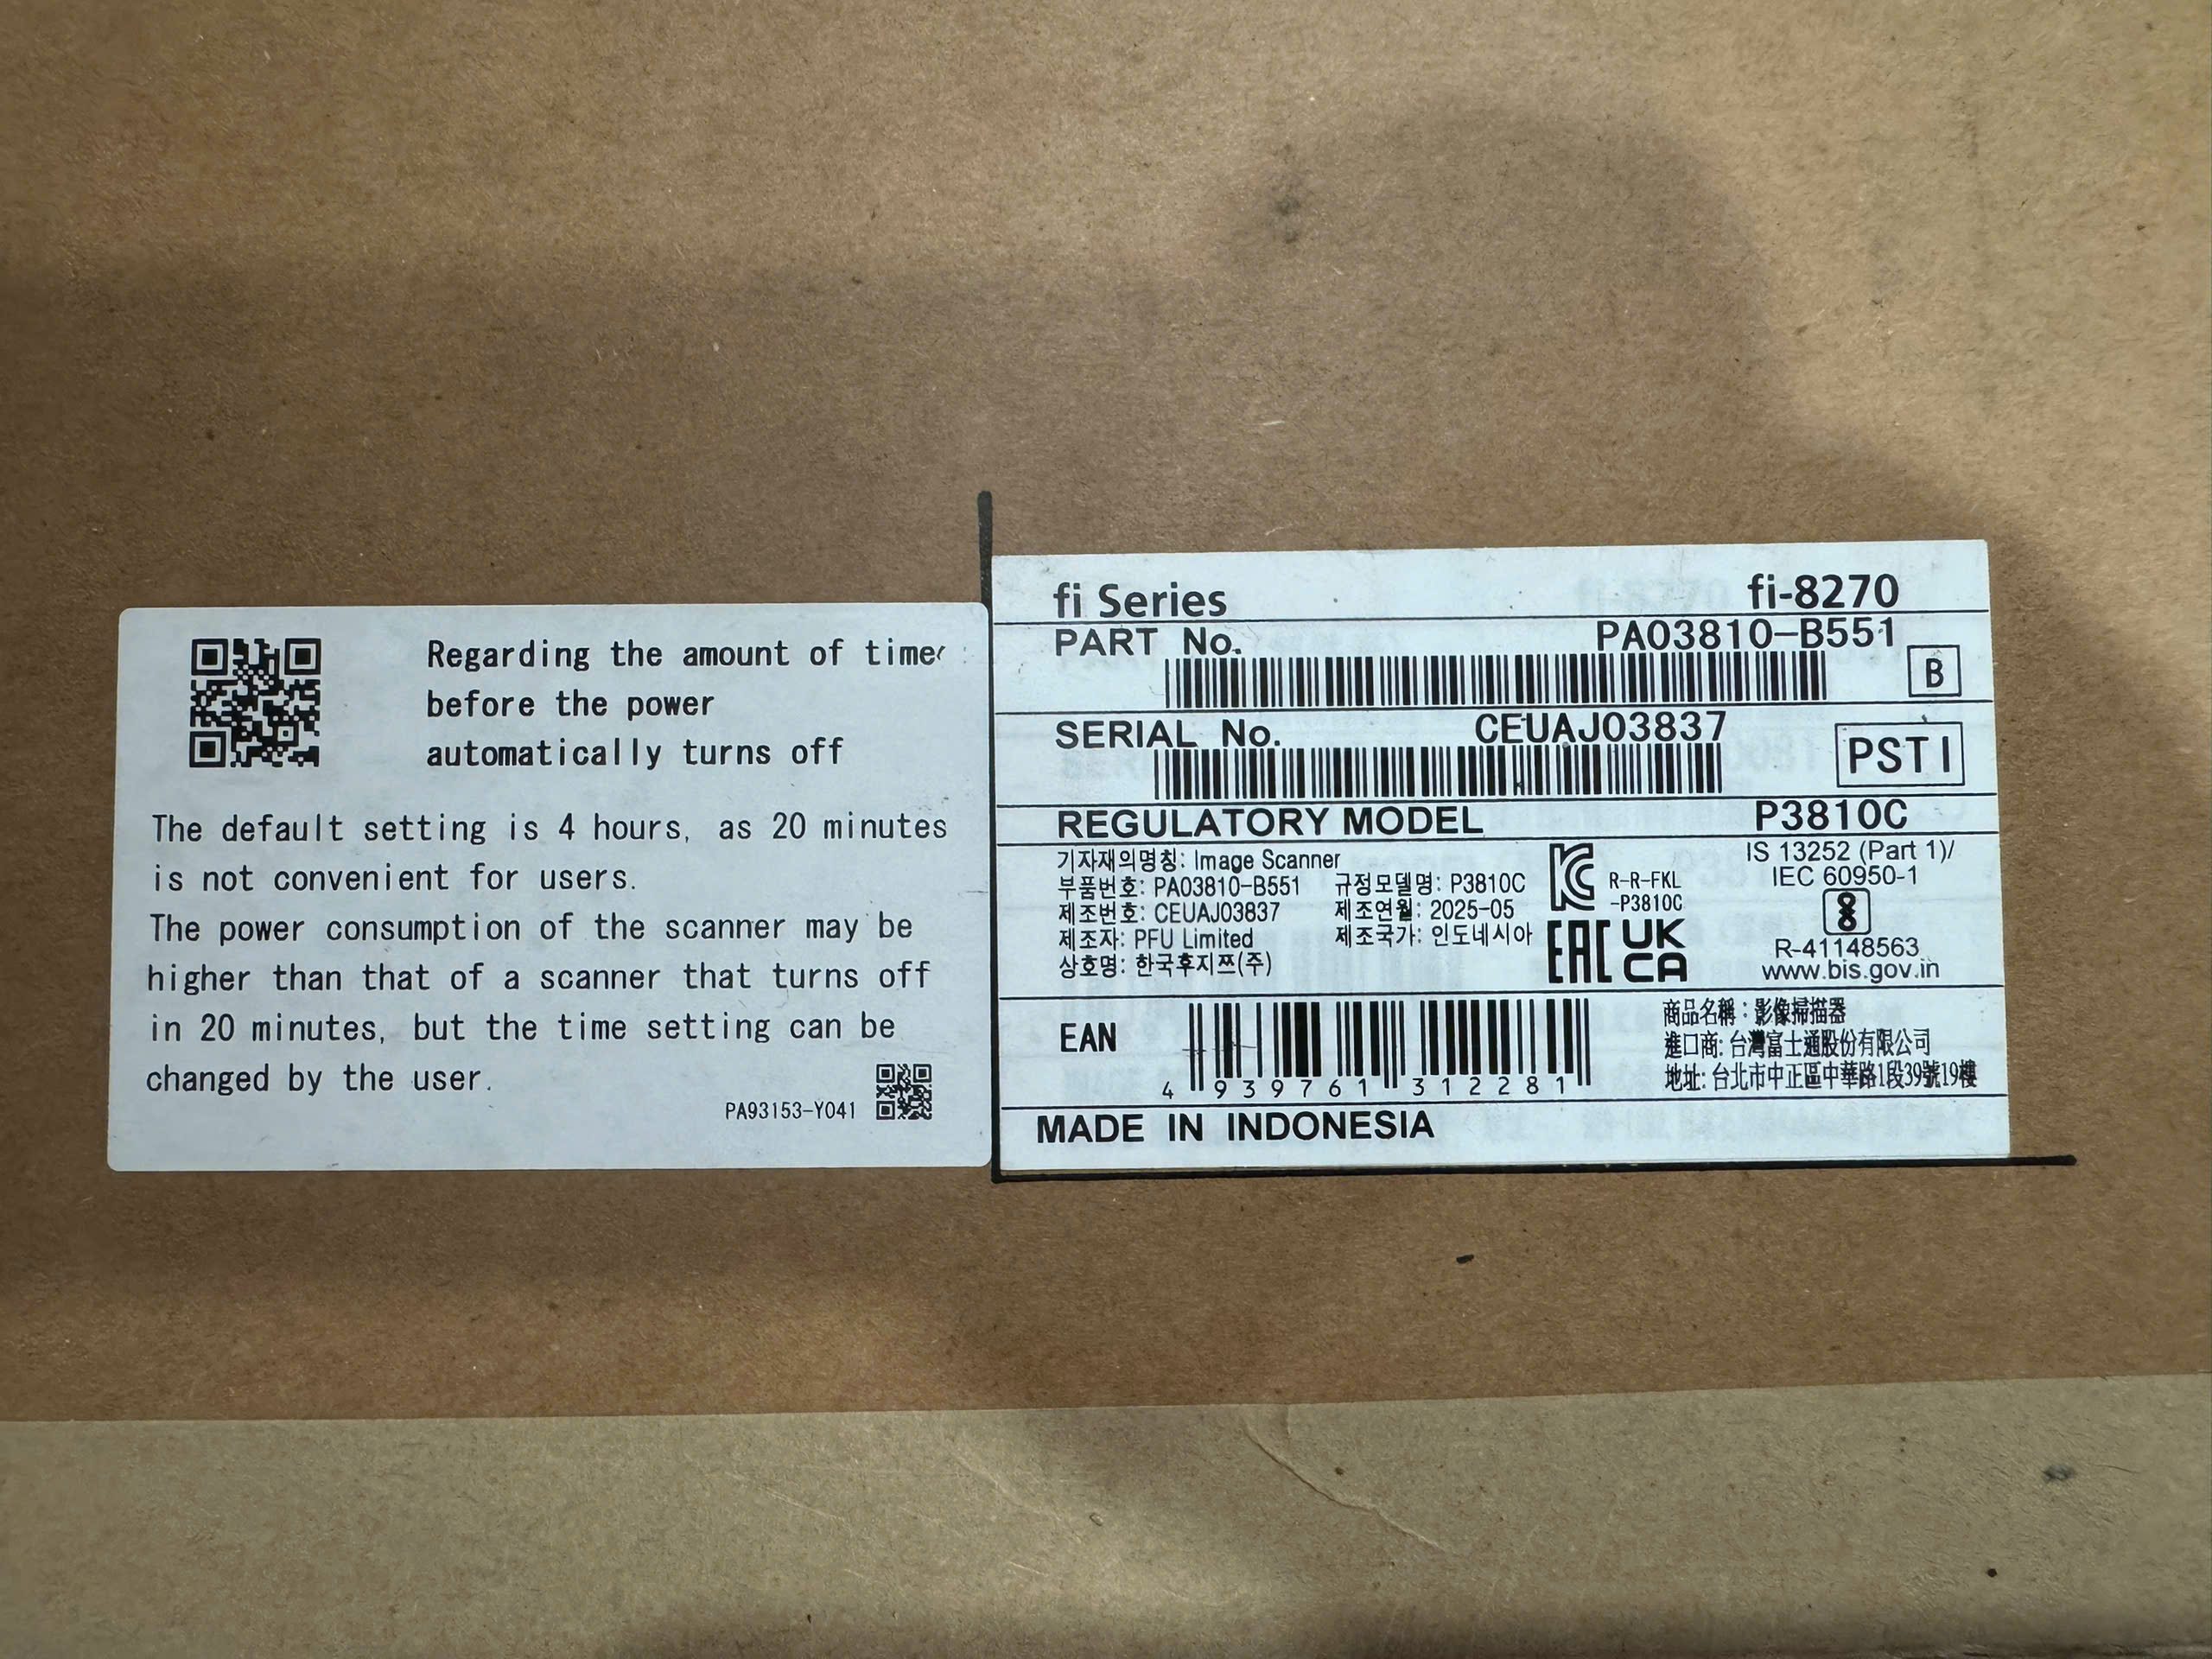 Regarding the amount of time
before the power
automatically turns off
The default setting is 4 hours, as 20 minutes
is not convenient for users.
The power consumption of the scanner may be
higher than that of a scanner that turns off
in 20 minutes, but the time setting can be
changed by the user.
PA93153-Y041
fi Series fi-8270
PART No. PA03810-B551
B
SERIAL No. CEUAJ03837
PSTI
REGULATORY MODEL P3810C
기자재의명칭: Image Scanner
부품번호: PA03810-B551 규정모델명: P3810C
제조번호: CEUAJ03837 제조연월: 2025-05
제조자: PFU Limited 제조국가: 인도네시아
상호명: 한국후지쯔(주)
R-R-FKL
-P3810C
EAC UK
CA
IS 13252 (Part 1)/
IEC 60950-1
R-41148563
www.bis.gov.in
EAN
4 939761 312281
商品名稱：影像掃描器
進口商: 台灣富士通股份有限公司
地址: 台北市中正區中華路1段39號19樓
MADE IN INDONESIA